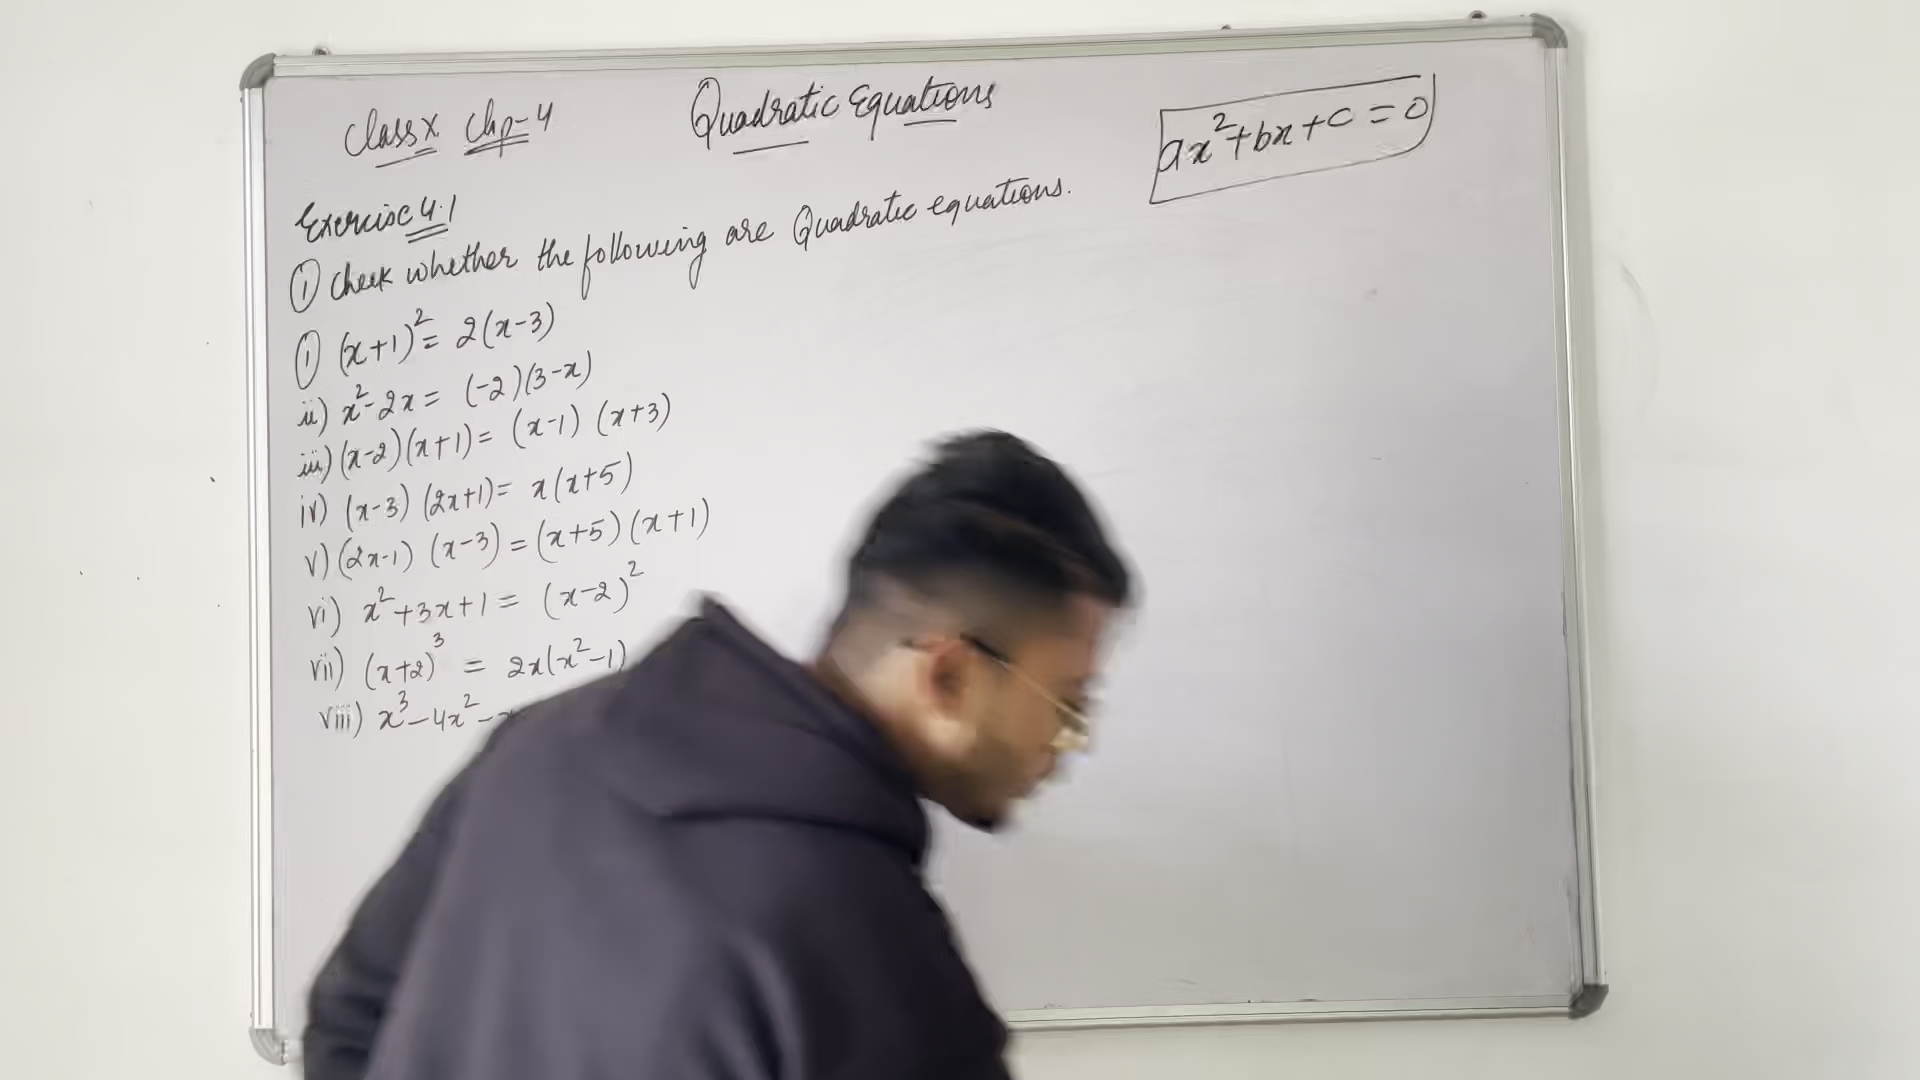 Class X Chp-4
Quadratic Equations
ax²+bx+c=0
Exercise 4.1
① Check whether the following are Quadratic equations.
① (x+1)² = 2(x-3)
ii) x²-2x = (-2)(3-x)
iii) (x-2)(x+1) = (x-1) (x+3)
iv) (x-3) (2x+1) = x(x+5)
v) (2x-1) (x-3) = (x+5) (x+1)
vi) x²+3x+1 = (x-2)²
vii) (x+2)³ = 2x(x²-1)
viii) x³-4x²-x